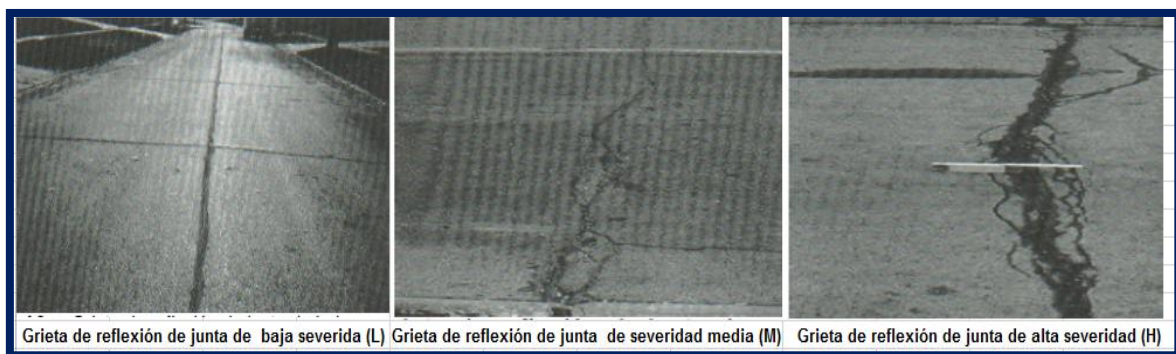 Grieta de reflexión de junta de baja severida (L)
Grieta de reflexión de junta de severidad media (M)
Grieta de reflexión de junta de alta severidad (H)